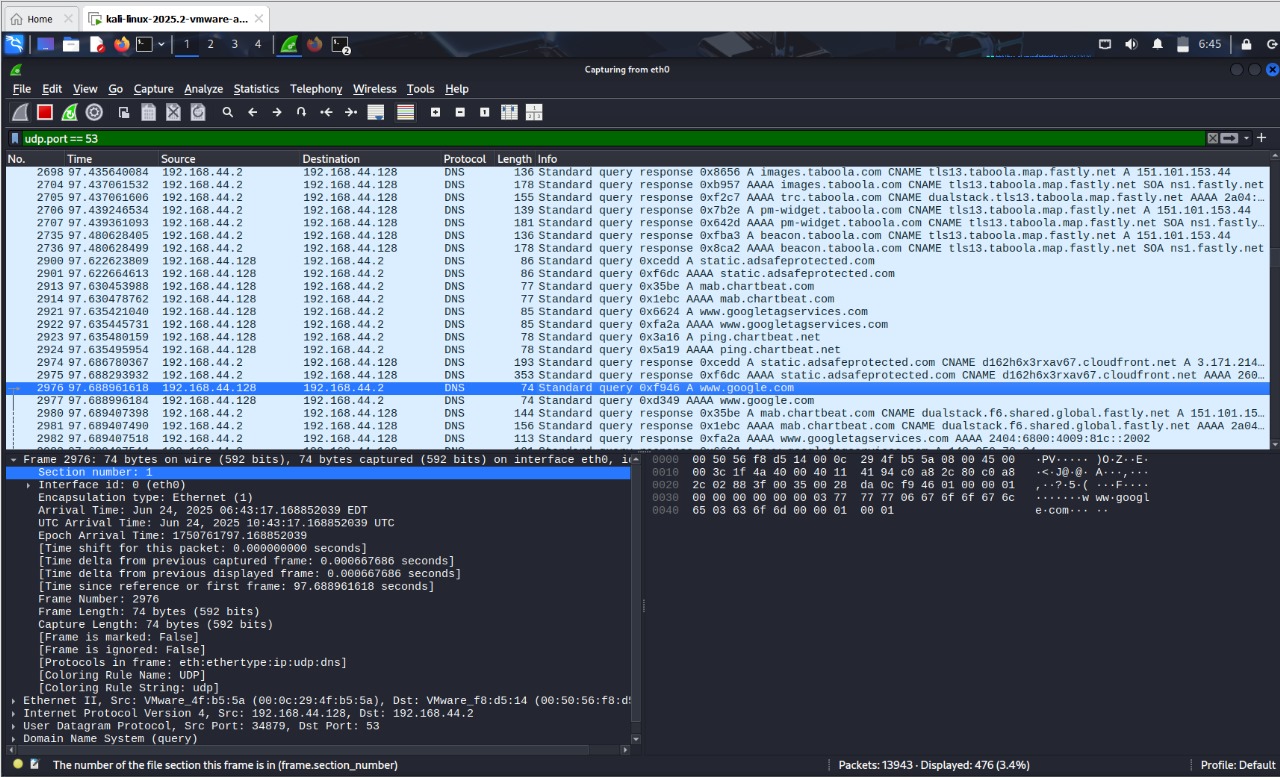 Home
kali-linux-2025.2-vmware-a...
1 2 3 4
2
6:45
Capturing from eth0
File Edit View Go Capture Analyze Statistics Telephony Wireless Tools Help
udp.port == 53
No. Time Source Destination Protocol Length Info
2698 97.435640084 192.168.44.2 192.168.44.128 DNS 136 Standard query response 0x8656 A images.taboola.com CNAME tls13.taboola.map.fastly.net A 151.101.153.44
2704 97.437061532 192.168.44.2 192.168.44.128 DNS 178 Standard query response 0xb957 AAAA images.taboola.com CNAME tls13.taboola.map.fastly.net SOA ns1.fastly.net
2705 97.437061606 192.168.44.2 192.168.44.128 DNS 155 Standard query response 0xf2c7 AAAA trc.taboola.com CNAME dualstack.tls13.taboola.map.fastly.net AAAA 2a04:…
2706 97.439246534 192.168.44.2 192.168.44.128 DNS 139 Standard query response 0x7b2e A pm-widget.taboola.com CNAME tls13.taboola.map.fastly.net A 151.101.153.44
2707 97.439361093 192.168.44.2 192.168.44.128 DNS 181 Standard query response 0x642d AAAA pm-widget.taboola.com CNAME tls13.taboola.map.fastly.net SOA ns1.fastly…
2735 97.480628405 192.168.44.2 192.168.44.128 DNS 136 Standard query response 0xfba3 A beacon.taboola.com CNAME tls13.taboola.map.fastly.net A 151.101.153.44
2736 97.480628499 192.168.44.2 192.168.44.128 DNS 178 Standard query response 0x8ca2 AAAA beacon.taboola.com CNAME tls13.taboola.map.fastly.net SOA ns1.fastly.net
2900 97.622623809 192.168.44.128 192.168.44.2 DNS 86 Standard query 0xcedd A static.adsafeprotected.com
2901 97.622664613 192.168.44.128 192.168.44.2 DNS 86 Standard query 0xf6dc AAAA static.adsafeprotected.com
2913 97.630453988 192.168.44.128 192.168.44.2 DNS 77 Standard query 0x35be A mab.chartbeat.com
2914 97.630478762 192.168.44.128 192.168.44.2 DNS 77 Standard query 0x1ebc AAAA mab.chartbeat.com
2921 97.635421040 192.168.44.128 192.168.44.2 DNS 85 Standard query 0x6624 A www.googletagservices.com
2922 97.635445731 192.168.44.128 192.168.44.2 DNS 85 Standard query 0xfa2a AAAA www.googletagservices.com
2923 97.635480159 192.168.44.128 192.168.44.2 DNS 78 Standard query 0x3a16 A ping.chartbeat.net
2924 97.635495954 192.168.44.128 192.168.44.2 DNS 78 Standard query 0x5a19 AAAA ping.chartbeat.net
2974 97.686780367 192.168.44.2 192.168.44.128 DNS 193 Standard query response 0xcedd A static.adsafeprotected.com CNAME d162h6x3rxav67.cloudfront.net A 3.171.214…
2975 97.688293932 192.168.44.2 192.168.44.128 DNS 353 Standard query response 0xf6dc AAAA static.adsafeprotected.com CNAME d162h6x3rxav67.cloudfront.net AAAA 260…
2976 97.688961618 192.168.44.128 192.168.44.2 DNS 74 Standard query 0xf946 A www.google.com
2977 97.688996184 192.168.44.128 192.168.44.2 DNS 74 Standard query 0xd349 AAAA www.google.com
2980 97.689407398 192.168.44.2 192.168.44.128 DNS 144 Standard query response 0x35be A mab.chartbeat.com CNAME dualstack.f6.shared.global.fastly.net A 151.101.15…
2981 97.689407490 192.168.44.2 192.168.44.128 DNS 156 Standard query response 0x1ebc AAAA mab.chartbeat.com CNAME dualstack.f6.shared.global.fastly.net AAAA 2a04…
2982 97.689407518 192.168.44.2 192.168.44.128 DNS 113 Standard query response 0xfa2a AAAA www.googletagservices.com AAAA 2404:6800:4009:81c::2002
Frame 2976: 74 bytes on wire (592 bits), 74 bytes captured (592 bits) on interface eth0,
Section number: 1
Interface id: 0 (eth0)
Encapsulation type: Ethernet (1)
Arrival Time: Jun 24, 2025 06:43:17.168852039 EDT
UTC Arrival Time: Jun 24, 2025 10:43:17.168852039 UTC
Epoch Arrival Time: 1750761797.168852039
[Time shift for this packet: 0.000000000 seconds]
[Time delta from previous captured frame: 0.000667686 seconds]
[Time delta from previous displayed frame: 0.000667686 seconds]
[Time since reference or first frame: 97.688961618 seconds]
Frame Number: 2976
Frame Length: 74 bytes (592 bits)
Capture Length: 74 bytes (592 bits)
[Frame is marked: False]
[Frame is ignored: False]
[Protocols in frame: eth:ethertype:ip:udp:dns]
[Coloring Rule Name: UDP]
[Coloring Rule String: udp]
Ethernet II, Src: VMware_4f:b5:5a (00:0c:29:4f:b5:5a), Dst: VMware_f8:d5:14 (00:50:56:f8:d5
Internet Protocol Version 4, Src: 192.168.44.128, Dst: 192.168.44.2
User Datagram Protocol, Src Port: 34879, Dst Port: 53
Domain Name System (query)
0000 00 50 56 f8 d5 14 00 0c 29 4f b5 5a 08 00 45 00 ·PV·····)O·Z··E·
0010 00 3c 1f 4a 40 00 40 11 41 94 c0 a8 2c 80 c0 a8 ·<·J@·@·A···,···
0020 2c 02 88 3f 00 35 00 28 da 0c f9 46 01 00 00 01 ,··?·5·(···F····
0030 00 00 00 00 00 00 03 77 77 77 06 67 6f 6f 67 6c ·······w ww·googl
0040 65 03 63 6f 6d 00 00 01 00 01 e·com··· ··
The number of the file section this frame is in (frame.section_number)
Packets: 13943 · Displayed: 476 (3.4%)
Profile: Default